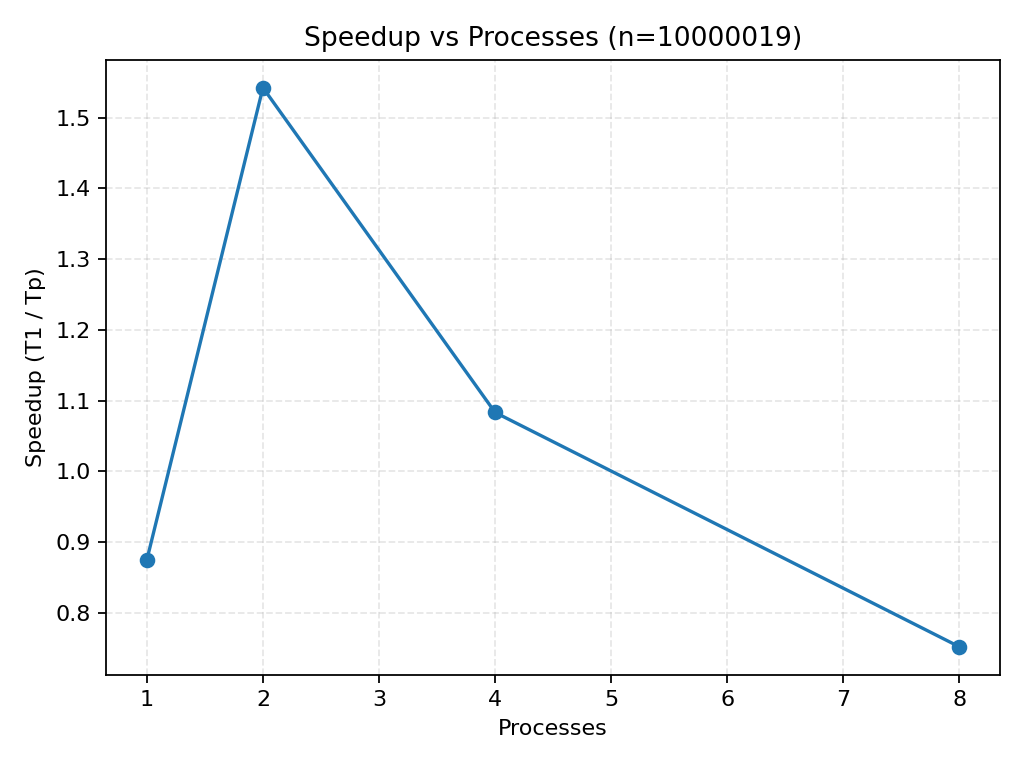 Speedup vs Processes (n=10000019)
Speedup (T1 / Tp)
1.5
1.4
1.3
1.2
1.1
1.0
0.9
0.8
1 2 3 4 5 6 7 8
Processes